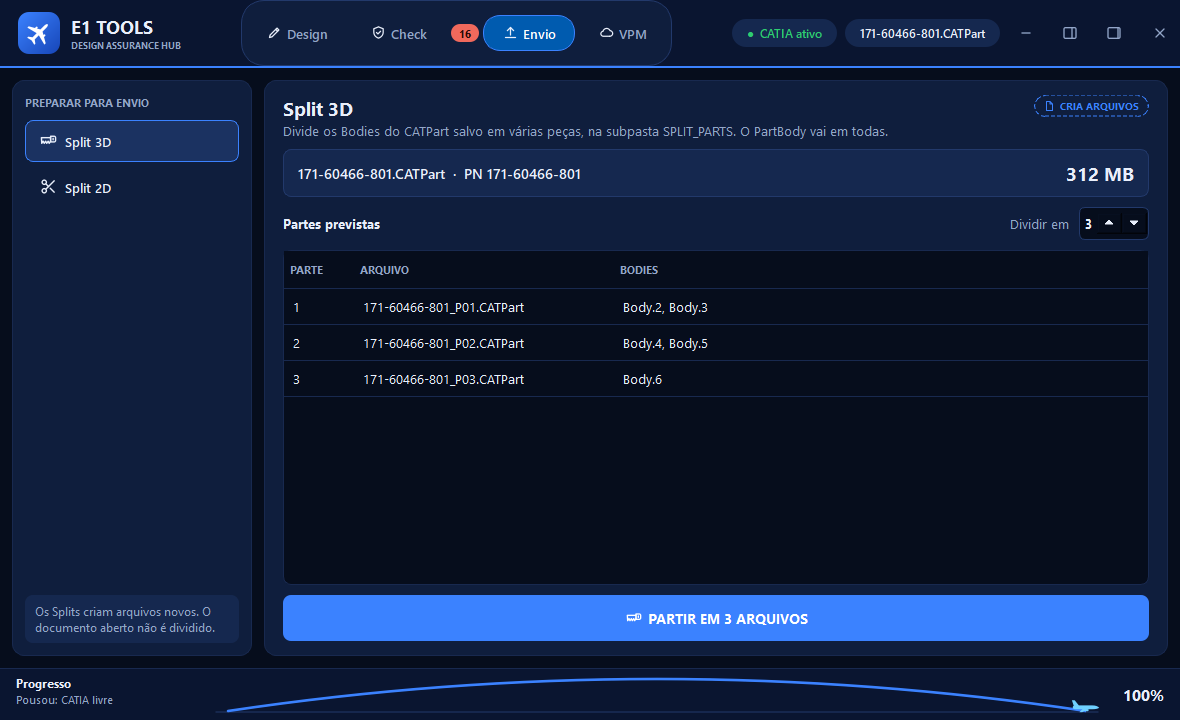 E1 TOOLS
DESIGN ASSURANCE HUB
Design
Check
16
Envio
VPM
CATIA ativo
171-60466-801.CATPart
PREPARAR PARA ENVIO
Split 3D
Split 2D
Os Splits criam arquivos novos. O
documento aberto não é dividido.
Split 3D
CRIA ARQUIVOS
Divide os Bodies do CATPart salvo em várias peças, na subpasta SPLIT_PARTS. O PartBody vai em todas.
171-60466-801.CATPart · PN 171-60466-801
312 MB
Partes previstas
Dividir em
3
PARTE ARQUIVO BODIES
1 171-60466-801_P01.CATPart Body.2, Body.3
2 171-60466-801_P02.CATPart Body.4, Body.5
3 171-60466-801_P03.CATPart Body.6
PARTIR EM 3 ARQUIVOS
Progresso
Pousou: CATIA livre
100%